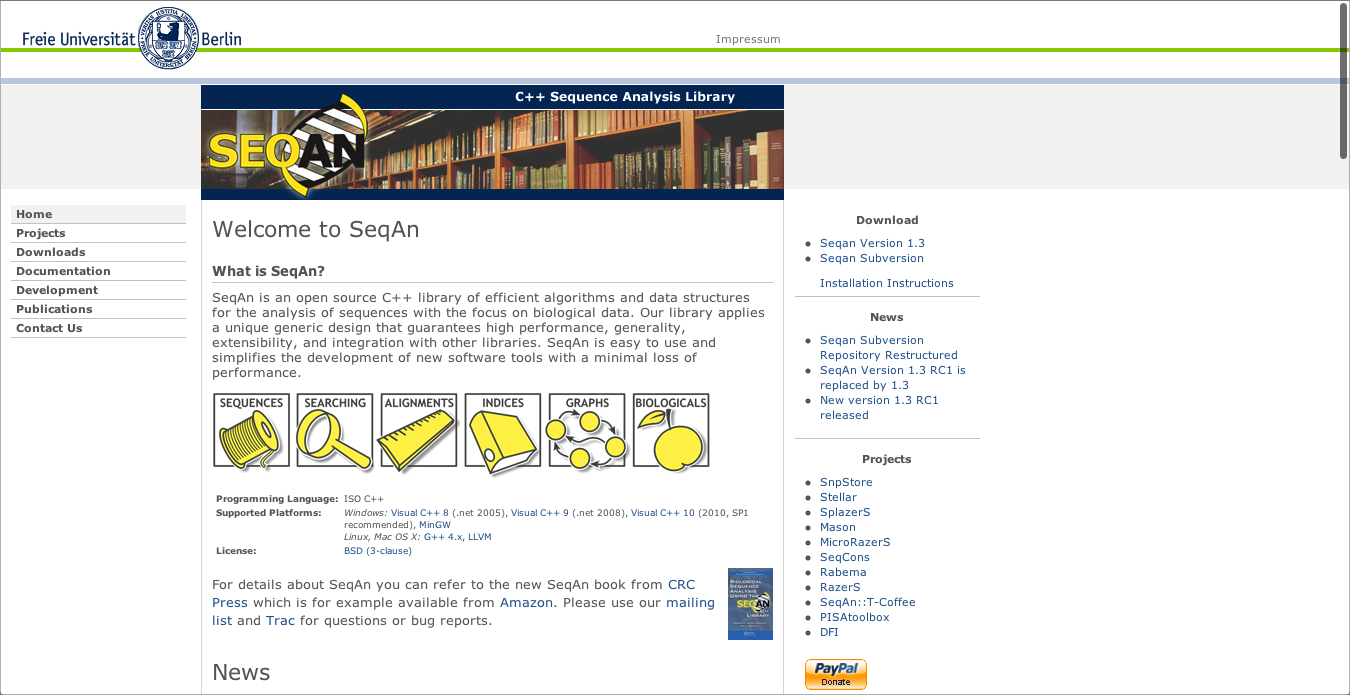 Freie Universität Berlin
Impressum
C++ Sequence Analysis Library
SEQAN
Home
Projects
Downloads
Documentation
Development
Publications
Contact Us
Welcome to SeqAn
What is SeqAn?
SeqAn is an open source C++ library of efficient algorithms and data structures
for the analysis of sequences with the focus on biological data. Our library applies
a unique generic design that guarantees high performance, generality,
extensibility, and integration with other libraries. SeqAn is easy to use and
simplifies the development of new software tools with a minimal loss of
performance.
SEQUENCES SEARCHING ALIGNMENTS INDICES GRAPHS BIOLOGICALS
Programming Language: ISO C++
Supported Platforms: Windows: Visual C++ 8 (.net 2005), Visual C++ 9 (.net 2008), Visual C++ 10 (2010, SP1
recommended), MinGW
Linux, Mac OS X: G++ 4.x, LLVM
License: BSD (3-clause)
For details about SeqAn you can refer to the new SeqAn book from CRC
Press which is for example available from Amazon. Please use our mailing
list and Trac for questions or bug reports.
BIOLOGICAL
SEQUENCE
ANALYSIS
USING THE
SEQAN
LIBRARY
News
Download
Seqan Version 1.3
Seqan Subversion
Installation Instructions
News
Seqan Subversion
Repository Restructured
SeqAn Version 1.3 RC1 is
replaced by 1.3
New version 1.3 RC1
released
Projects
SnpStore
Stellar
SplazerS
Mason
MicroRazerS
SeqCons
Rabema
RazerS
SeqAn::T-Coffee
PISAtoolbox
DFI
PayPal
Donate